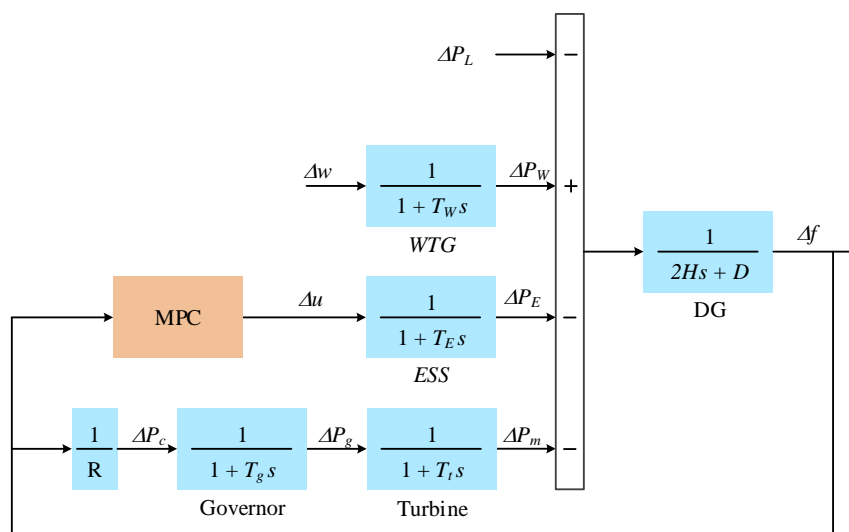 ΔP_L
−
Δw
1
1 + T_W s
WTG
ΔP_W
+
1
2Hs + D
DG
Δf
MPC
Δu
1
1 + T_E s
ESS
ΔP_E
−
1
R
ΔP_c
1
1 + T_g s
Governor
ΔP_g
1
1 + T_t s
Turbine
ΔP_m
−